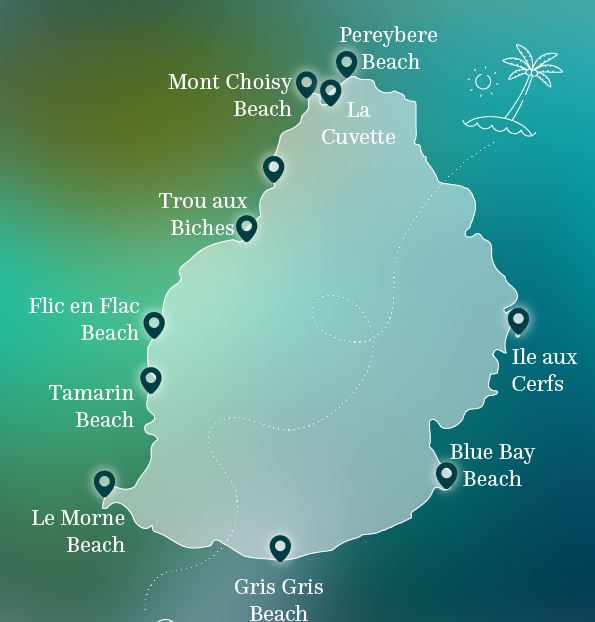 Pereybere
Beach
Mont Choisy
Beach
La
Cuvette
Trou aux
Biches
Flic en Flac
Beach
Ile aux
Cerfs
Tamarin
Beach
Blue Bay
Beach
Le Morne
Beach
Gris Gris
Beach